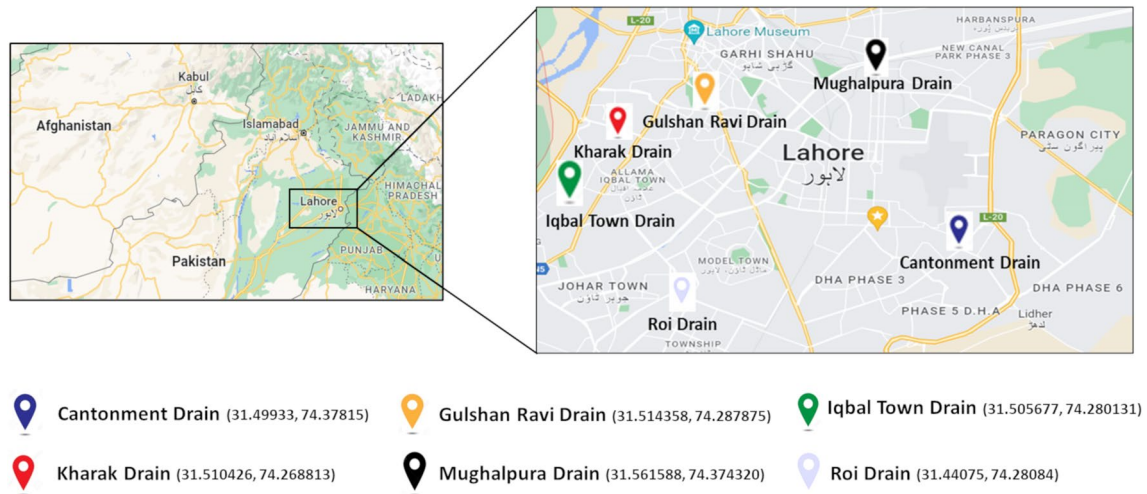 Kabul
کابل
Afghanistan
Islamabad
اسلام آباد
LADAKH
JAMMU AND
KASHMIR
HIMACHAL
PRADESH
Lahore
لاہور
PUNJAB
Pakistan
HARYANA
L-20
Lahore Museum
GARHI SHAHU
گڑہی شاہو
HARBANSPURA
ہربنس پورہ
NEW CANAL
PARK PHASE 3
Mughalpura Drain
Gulshan Ravi Drain
Kharak Drain
PARAGON CITY
پیراگون سٹی
Lahore
لاہور
ALLAMA
IQBAL TOWN
Iqbal Town Drain
L-20
Cantonment Drain
N5
MODEL TOWN
ماڈل ٹاؤن، لاہور
JOHAR TOWN
جوہر ٹاؤن
DHA PHASE 3
DHA PHASE 6
PHASE 5 D.H.A
Lidher
لدھڑ
Roi Drain
TOWNSHIP
Cantonment Drain (31.49933, 74.37815)
Gulshan Ravi Drain (31.514358, 74.287875)
Iqbal Town Drain (31.505677, 74.280131)
Kharak Drain (31.510426, 74.268813)
Mughalpura Drain (31.561588, 74.374320)
Roi Drain (31.44075, 74.28084)